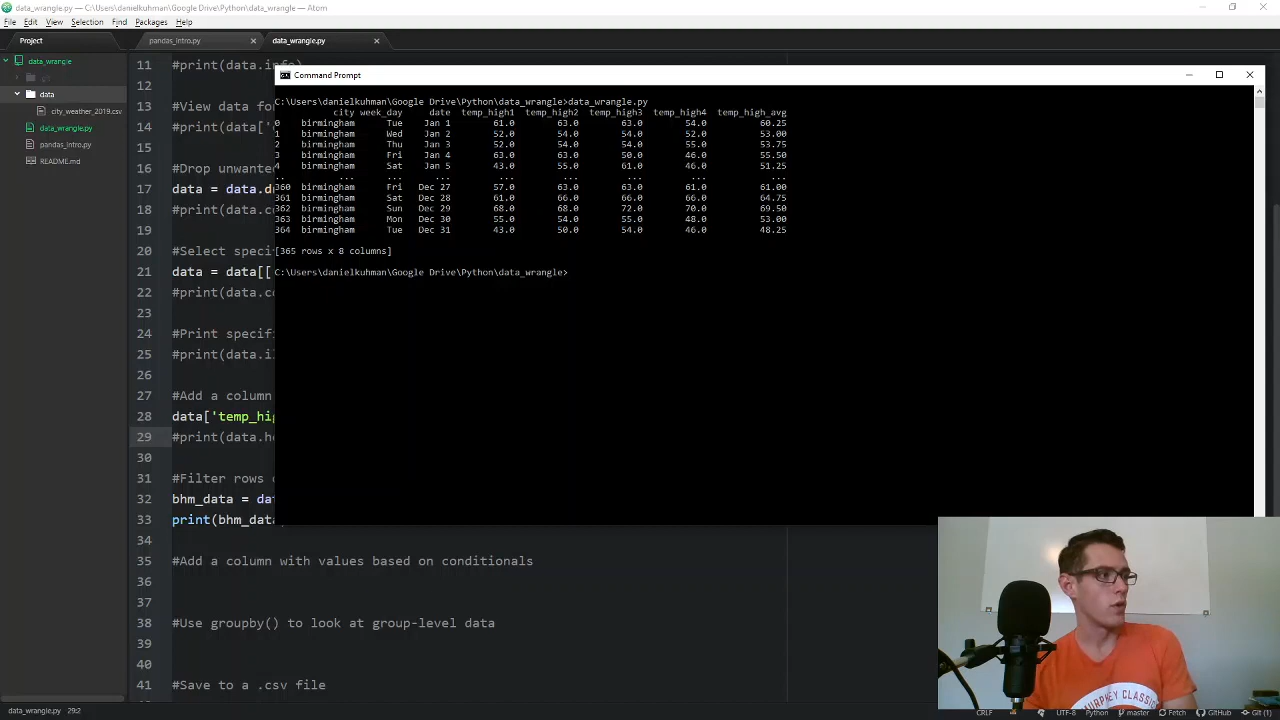 data_wrangle.py — C:\Users\danielkuhman\Google Drive\Python\data_wrangle — Atom
File Edit View Selection Find Packages Help
Project
pandas_intro.py
data_wrangle.py
data_wrangle
data
city_weather_2019.csv
data_wrangle.py
pandas_intro.py
README.md
11 #print(data.info)
12
13 #View data fo
14 #print(data['
15
16 #Drop unwante
17 data = data.d
18 #print(data.c
19
20 #Select speci
21 data = data[[
22 #print(data.c
23
24 #Print specif
25 #print(data.i
26
27 #Add a column
28 data['temp_hi
29 #print(data.h
30
31 #Filter rows
32 bhm_data = da
33 print(bhm_data
34
35 #Add a column with values based on conditionals
36
37
38 #Use groupby() to look at group-level data
39
40
41 #Save to a .csv file
Command Prompt
C:\Users\danielkuhman\Google Drive\Python\data_wrangle>data_wrangle.py
city week_day date temp_high1 temp_high2 temp_high3 temp_high4 temp_high_avg
0 birmingham Tue Jan 1 61.0 63.0 63.0 54.0 60.25
1 birmingham Wed Jan 2 52.0 54.0 54.0 52.0 53.00
2 birmingham Thu Jan 3 52.0 54.0 54.0 55.0 53.75
3 birmingham Fri Jan 4 63.0 63.0 50.0 46.0 55.50
4 birmingham Sat Jan 5 43.0 55.0 61.0 46.0 51.25
.. ... ... ... ... ... ... ... ...
360 birmingham Fri Dec 27 57.0 63.0 63.0 61.0 61.00
361 birmingham Sat Dec 28 61.0 66.0 66.0 66.0 64.75
362 birmingham Sun Dec 29 68.0 68.0 72.0 70.0 69.50
363 birmingham Mon Dec 30 55.0 54.0 55.0 48.0 53.00
364 birmingham Tue Dec 31 43.0 50.0 54.0 46.0 48.25
[365 rows x 8 columns]
C:\Users\danielkuhman\Google Drive\Python\data_wrangle>
CLASSIC
data_wrangle.py 29:2
CRLF UTF-8 Python master Fetch GitHub Git (1)